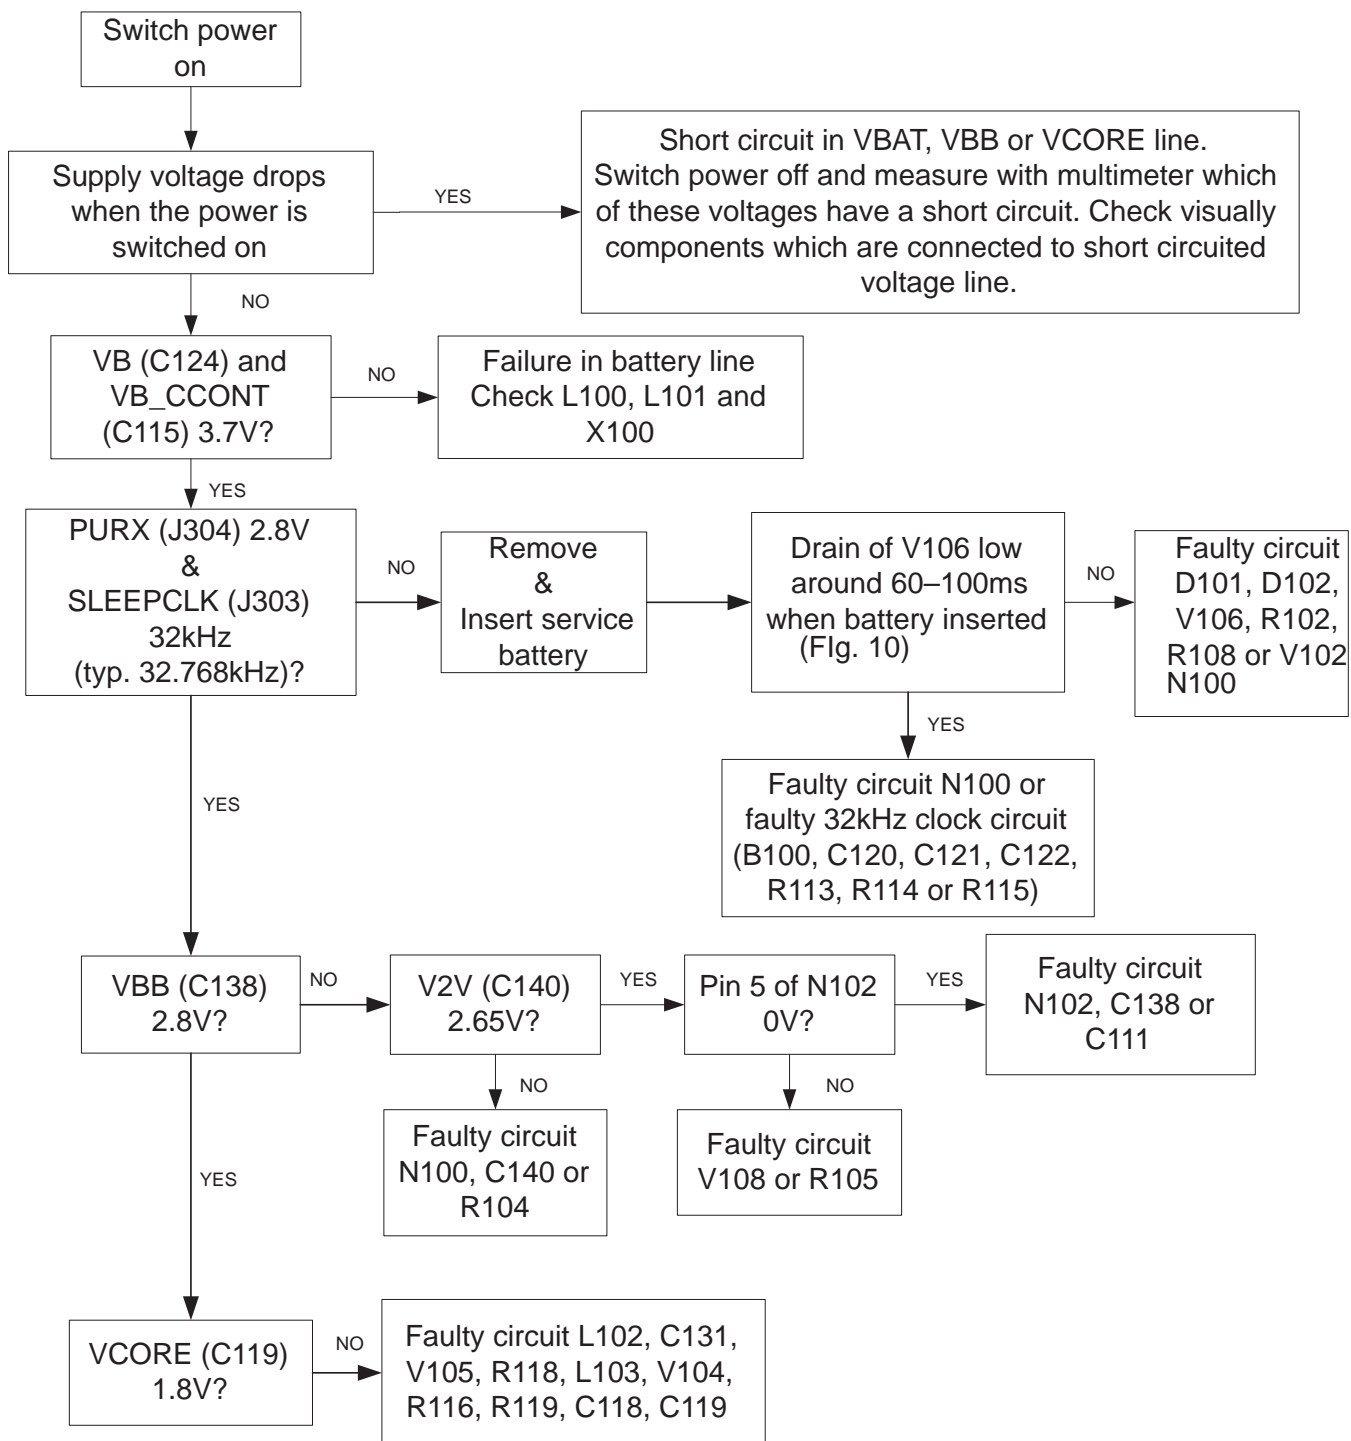 Switch power
on
Supply voltage drops
when the power is
switched on
YES
Short circuit in VBAT, VBB or VCORE line.
Switch power off and measure with multimeter which
of these voltages have a short circuit. Check visually
components which are connected to short circuited
voltage line.
NO
VB (C124) and
VB_CCONT
(C115) 3.7V?
NO
Failure in battery line
Check L100, L101 and
X100
YES
PURX (J304) 2.8V
&
SLEEPCLK (J303)
32kHz
(typ. 32.768kHz)?
NO
Remove
&
Insert service
battery
Drain of V106 low
around 60–100ms
when battery inserted
(FIg. 10)
NO
Faulty circuit
D101, D102,
V106, R102,
R108 or V102
N100
YES
Faulty circuit N100 or
faulty 32kHz clock circuit
(B100, C120, C121, C122,
R113, R114 or R115)
YES
VBB (C138)
2.8V?
NO
V2V (C140)
2.65V?
YES
Pin 5 of N102
0V?
YES
Faulty circuit
N102, C138 or
C111
NO
Faulty circuit
N100, C140 or
R104
NO
Faulty circuit
V108 or R105
YES
VCORE (C119)
1.8V?
NO
Faulty circuit L102, C131,
V105, R118, L103, V104,
R116, R119, C118, C119